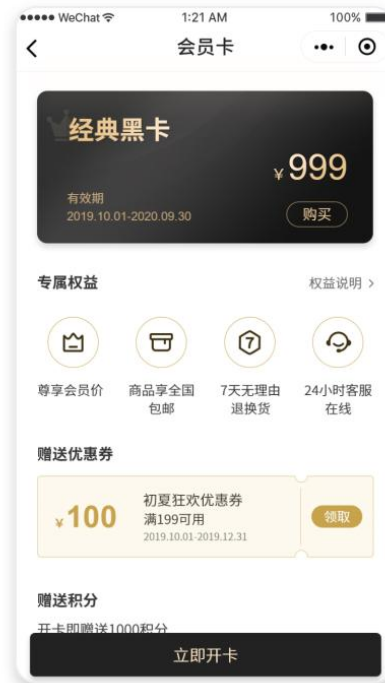 WeChat
1:21 AM
100%
会员卡
经典黑卡
¥999
有效期
2019.10.01-2020.09.30
购买
专属权益
权益说明
7
尊享会员价
商品享全国
包邮
7天无理由
退换货
24小时客服
在线
赠送优惠券
¥100
初夏狂欢优惠券
满199可用
2019.10.01-2019.12.31
领取
赠送积分
开卡即赠送1000积分
立即开卡